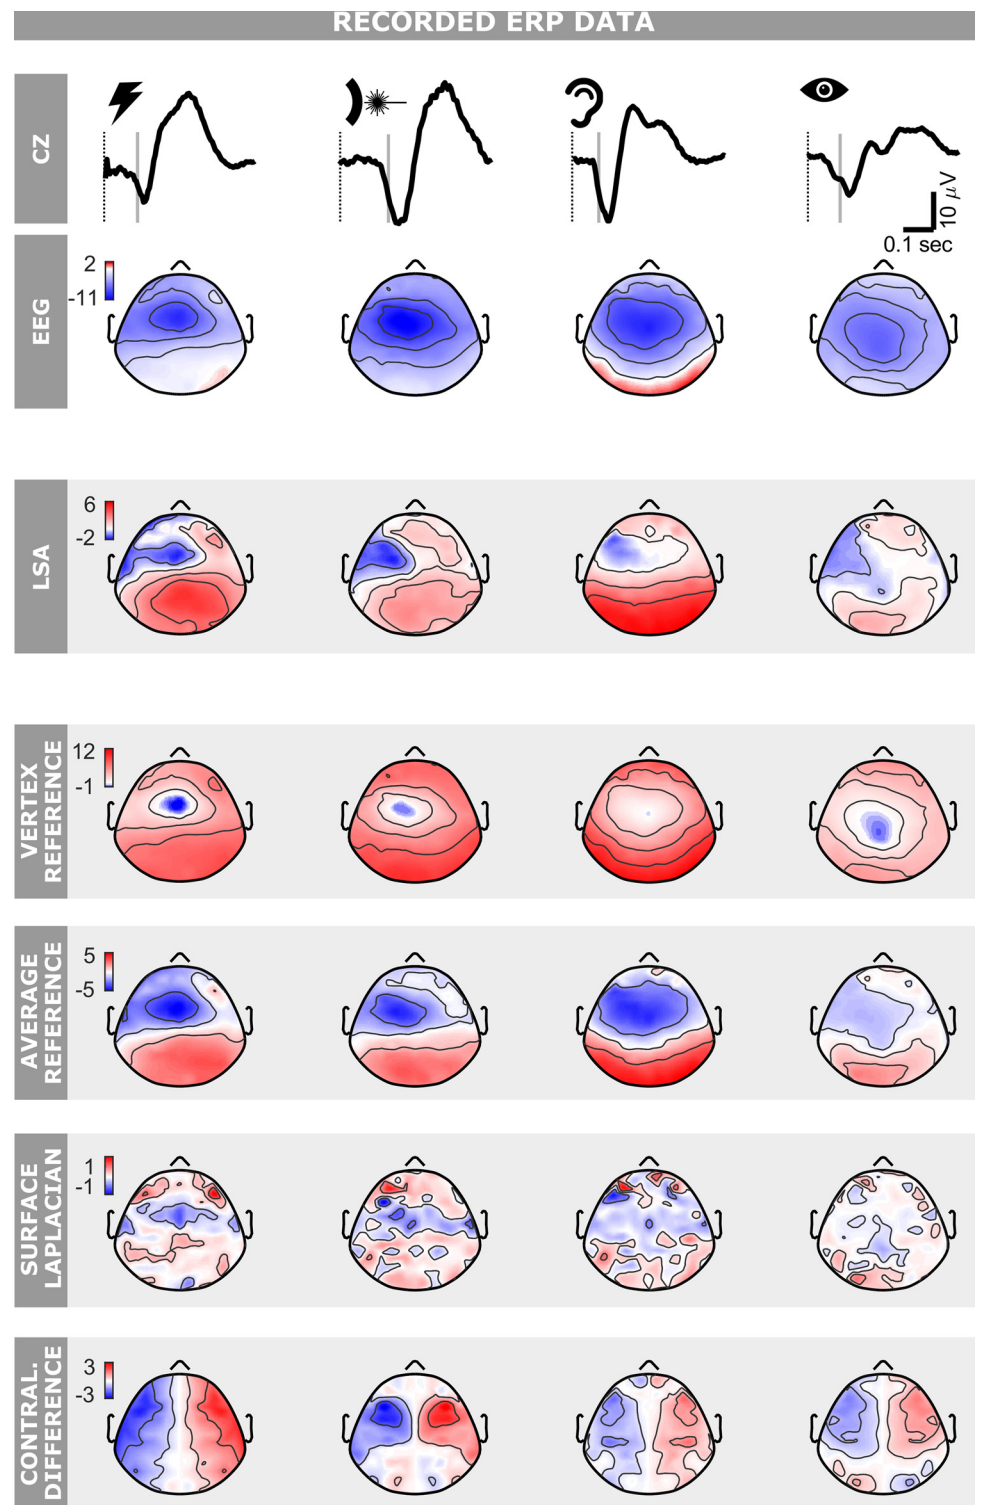 RECORDED ERP DATA
CZ
10 µV
0.1 sec
EEG
2
-11
LSA
6
-2
VERTEX
REFERENCE
12
-1
AVERAGE
REFERENCE
5
-5
SURFACE
LAPLACIAN
1
-1
CONTRAL.
DIFFERENCE
3
-3